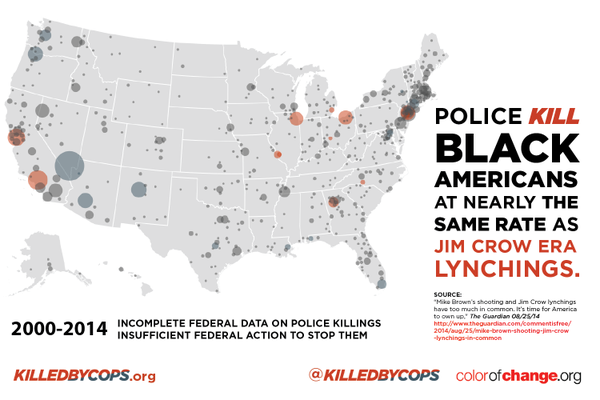 POLICE KILL
BLACK
AMERICANS
AT NEARLY THE
SAME RATE AS
JIM CROW ERA
LYNCHINGS.
SOURCE:
"Mike Brown's shooting and Jim Crow lynchings
have too much in common. It's time for America
to own up," The Guardian 08/25/14
http://www.theguardian.com/commentisfree/
2014/aug/25/mike-brown-shooting-jim-crow
-lynchings-in-common
2000-2014
INCOMPLETE FEDERAL DATA ON POLICE KILLINGS
INSUFFICIENT FEDERAL ACTION TO STOP THEM
KILLEDBYCOPS.org
@KILLEDBYCOPS
colorofchange.org